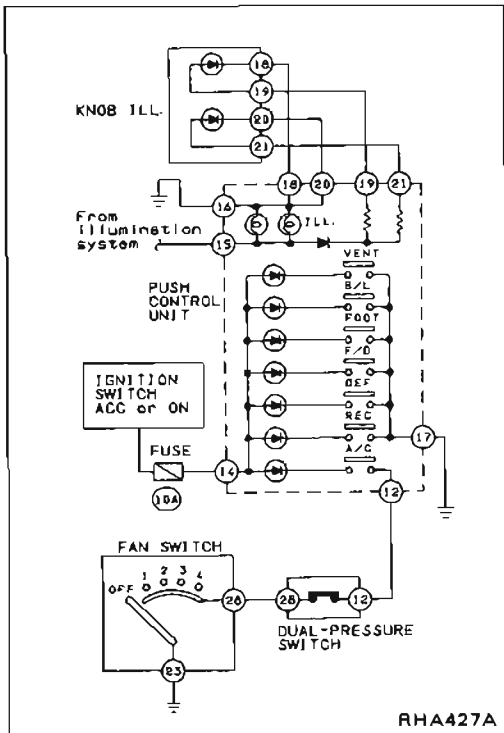 KNOB ILL.
18
19
20
21
18 20 19 21
16
ILL.
From
illumination
system
15
VENT
PUSH
CONTROL
UNIT
B/L
FOOT
F/D
DEF
REC
A/C
IGNITION
SWITCH
ACC or ON
FUSE
10A
14
17
12
FAN SWITCH
OFF 1 2 3 4
28
28
12
DUAL-PRESSURE
SWITCH
23
RHA427A